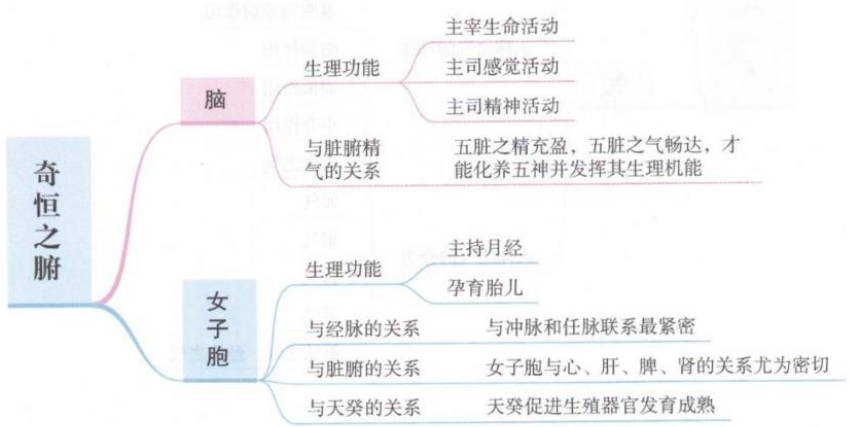 奇恒之腑
脑
生理功能
主宰生命活动
主司感觉活动
主司精神活动
与脏腑精
气的关系
五脏之精充盈，五脏之气畅达，才
能化养五神并发挥其生理机能
女子胞
生理功能
主持月经
孕育胎儿
与经脉的关系
与冲脉和任脉联系最紧密
与脏腑的关系
女子胞与心、肝、脾、肾的关系尤为密切
与天癸的关系
天癸促进生殖器官发育成熟